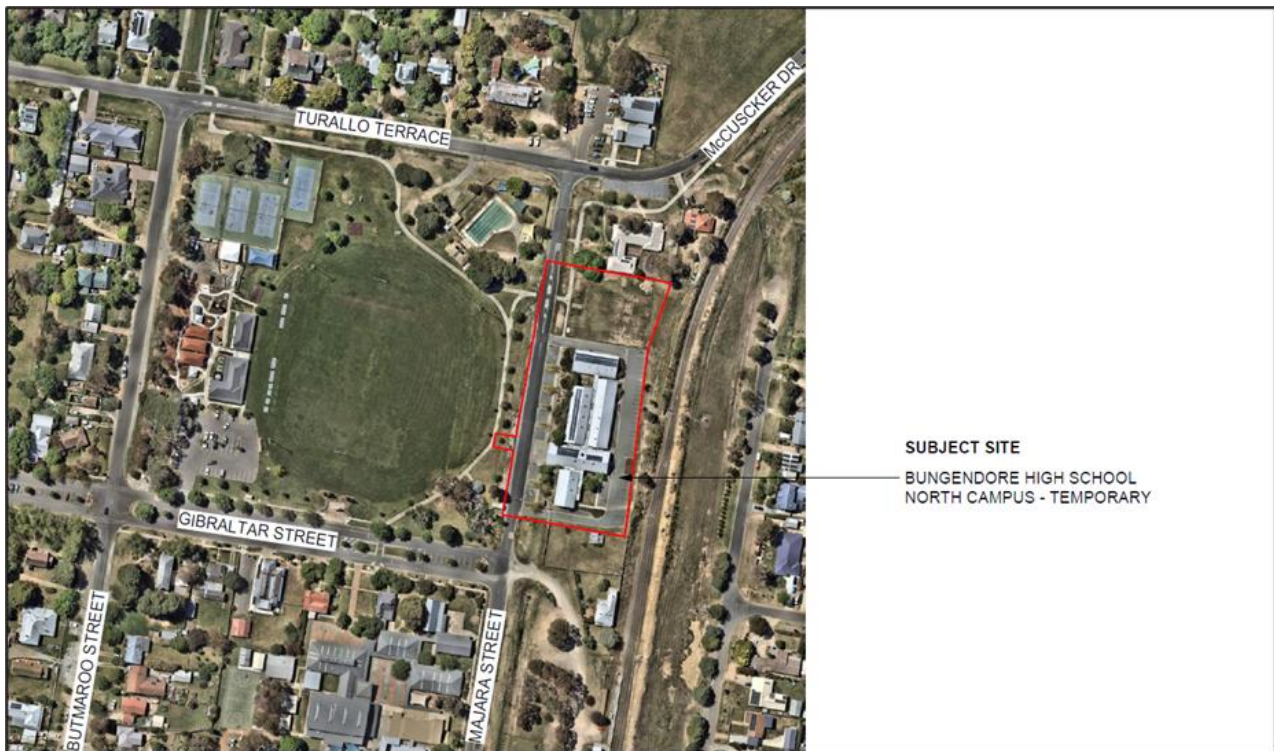 TURALLO TERRACE
McCUSCKER DR
SUBJECT SITE
BUNGENDORE HIGH SCHOOL
NORTH CAMPUS - TEMPORARY
GIBRALTAR STREET
BUTMAROO STREET
MAJARA STREET